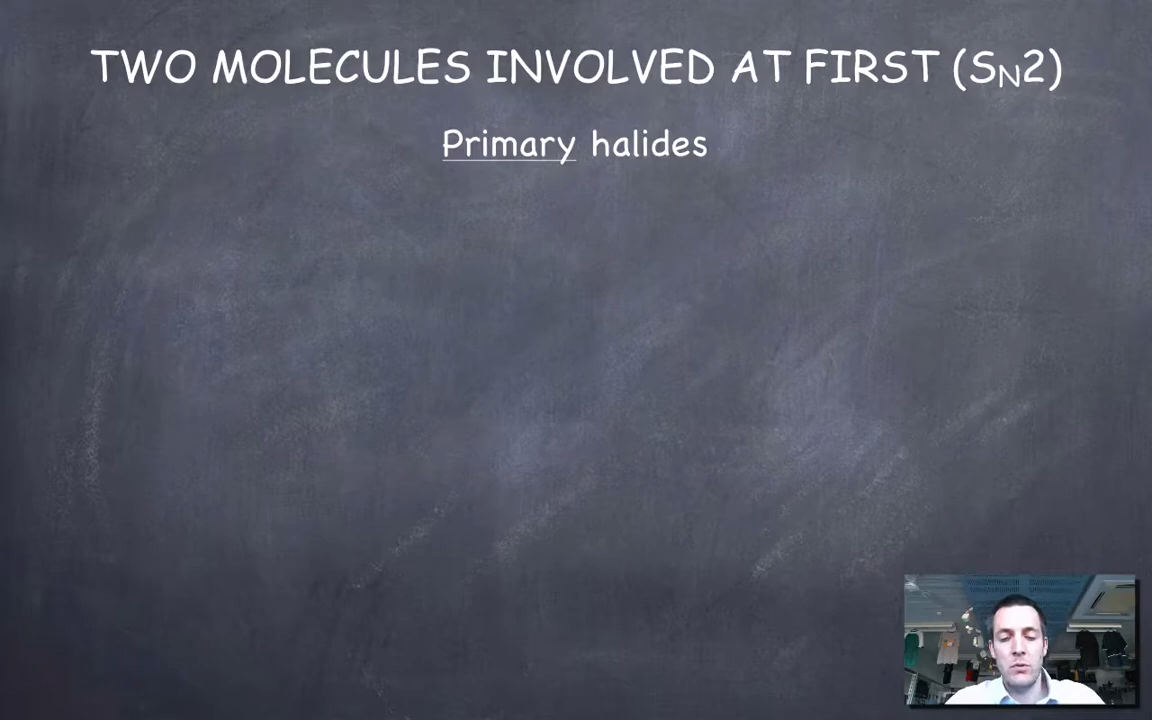 TWO MOLECULES INVOLVED AT FIRST (SN2)
Primary halides